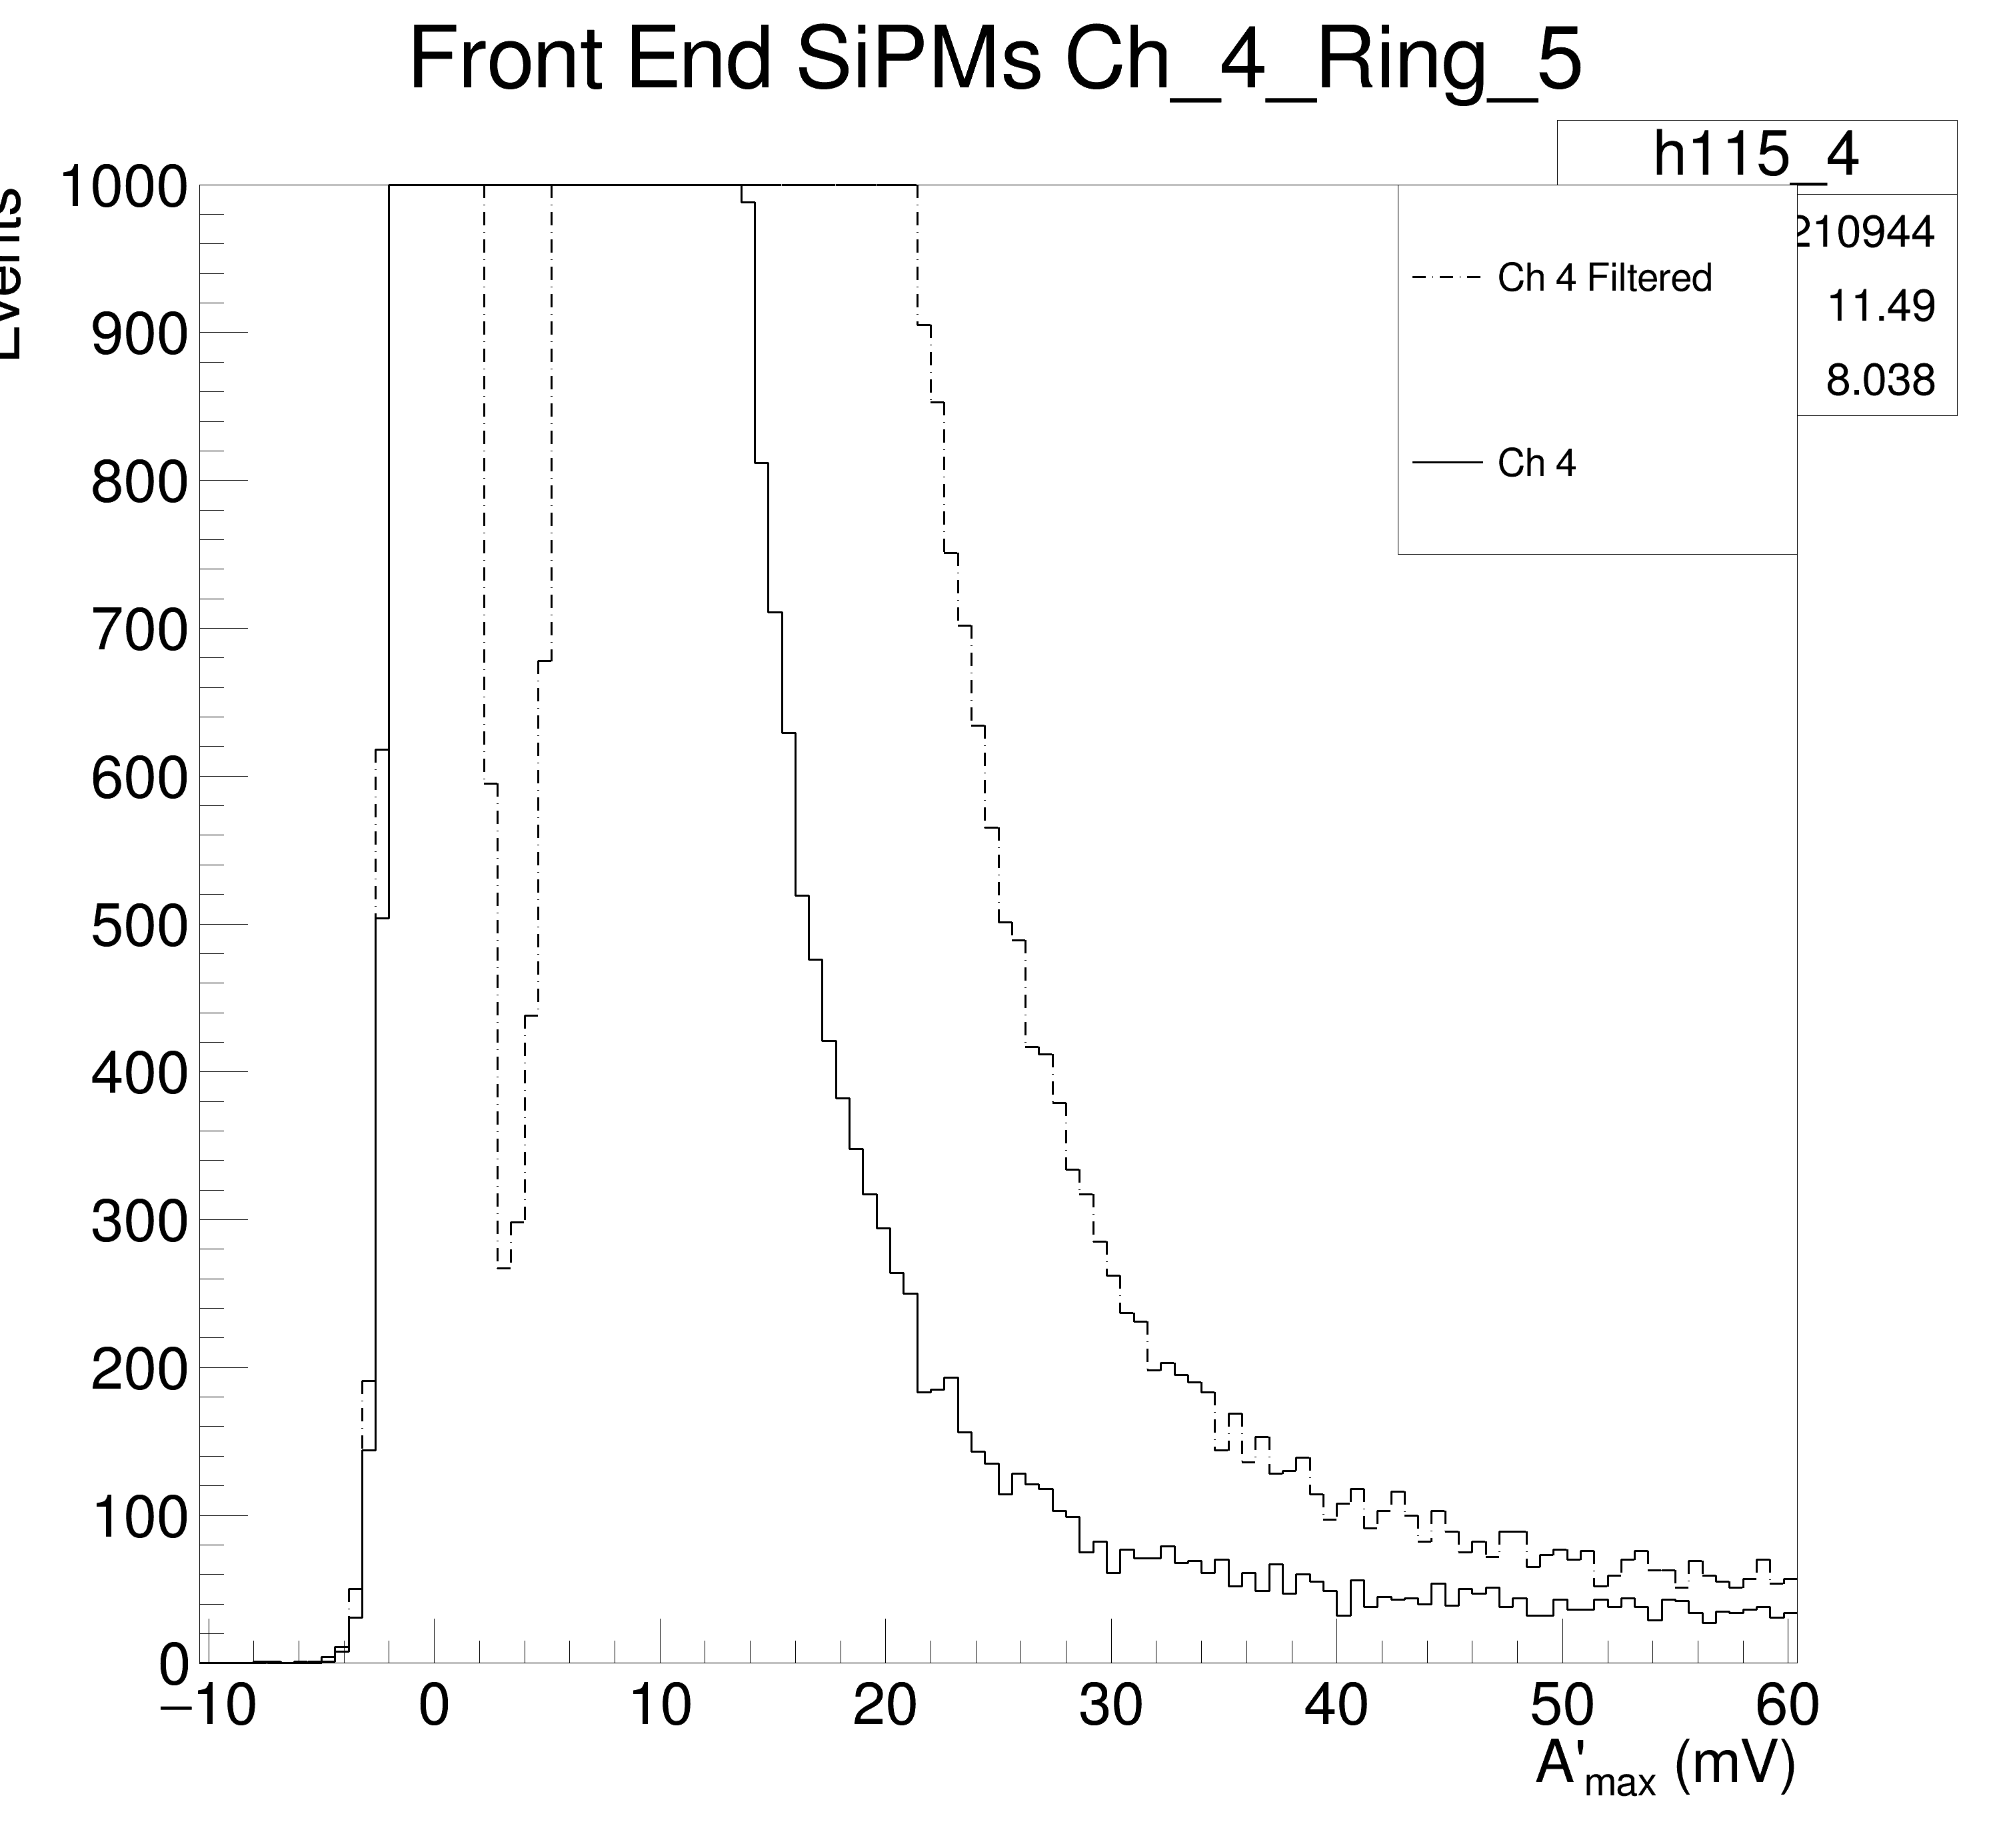 Front End SiPMs Ch_4_Ring_5
h115_4
210944
11.49
8.038
Ch 4 Filtered
Ch 4
Events
1000
900
800
700
600
500
400
300
200
100
0
−10 0 10 20 30 40 50 60
A'max (mV)